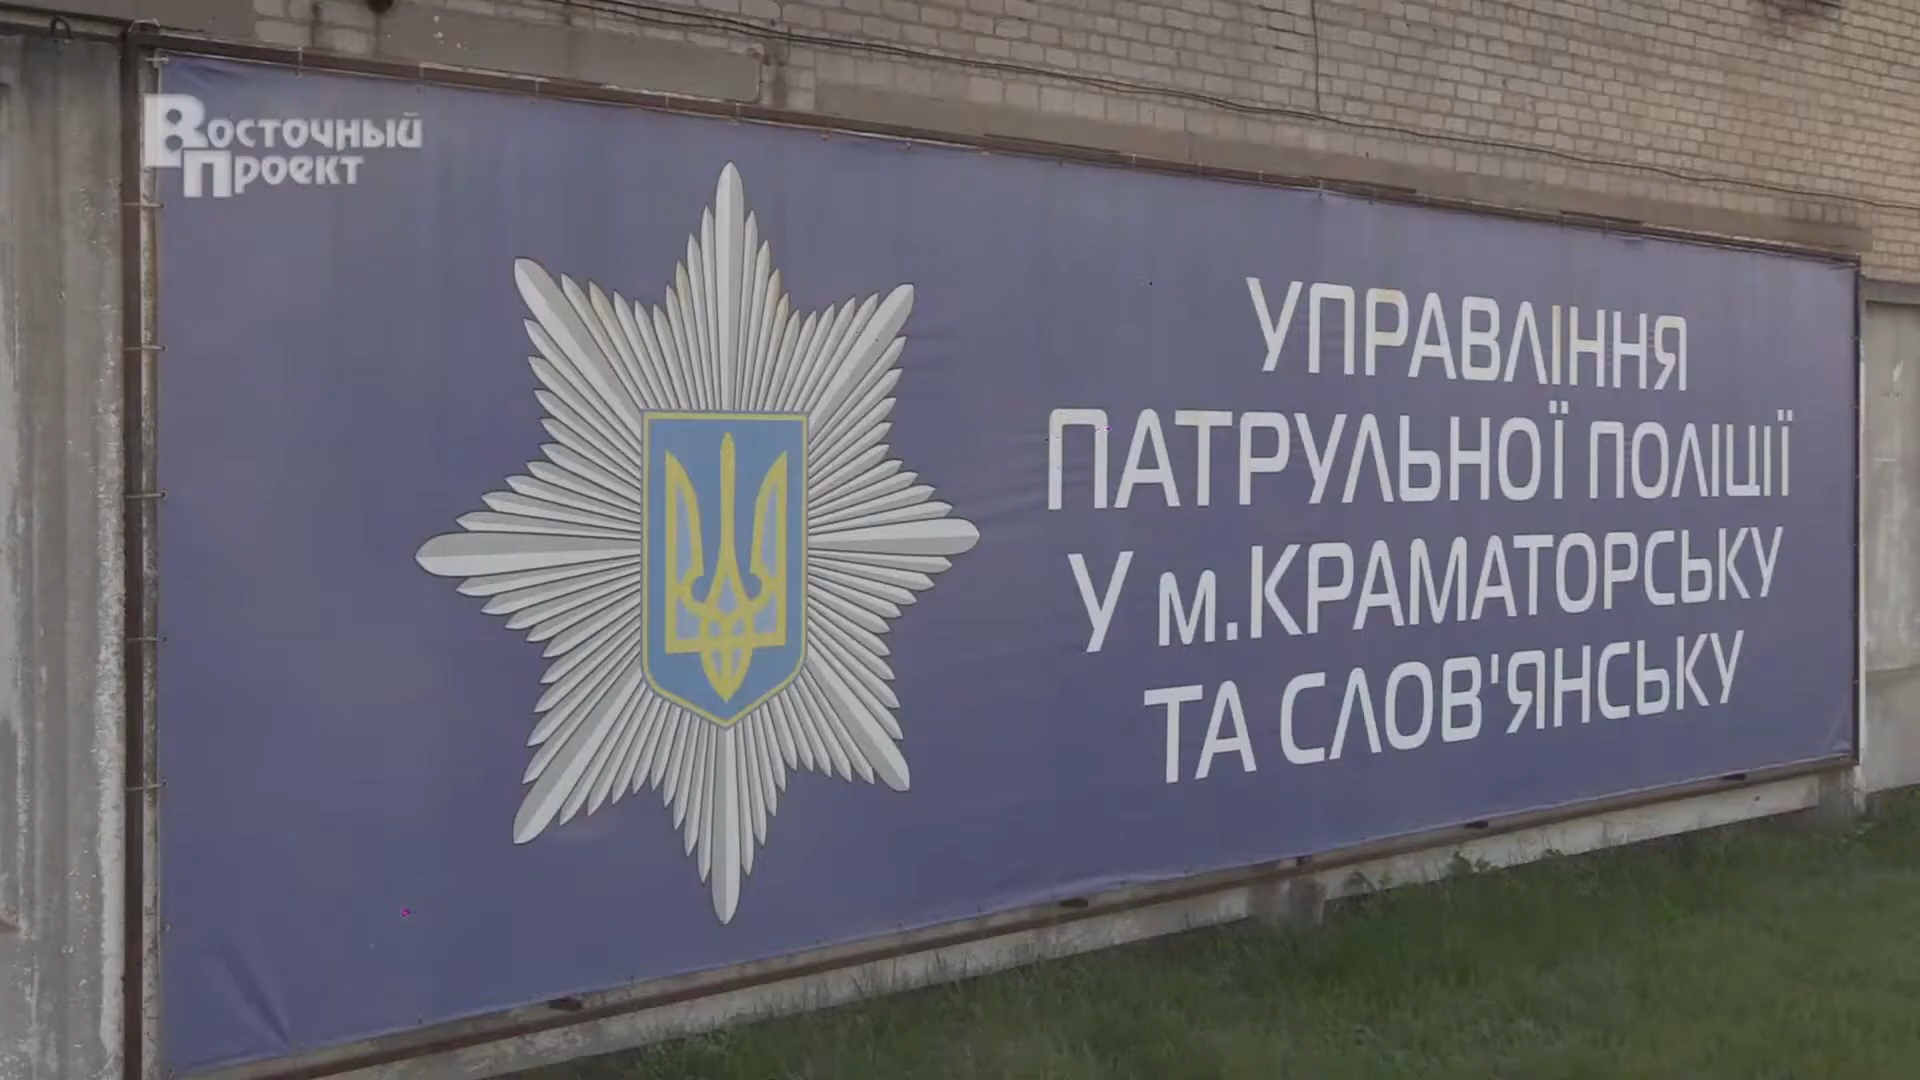 Восточный
Проект
УПРАВЛІННЯ
ПАТРУЛЬНОЇ ПОЛІЦІЇ
У м.КРАМАТОРСЬКУ
ТА СЛОВ'ЯНСЬКУ